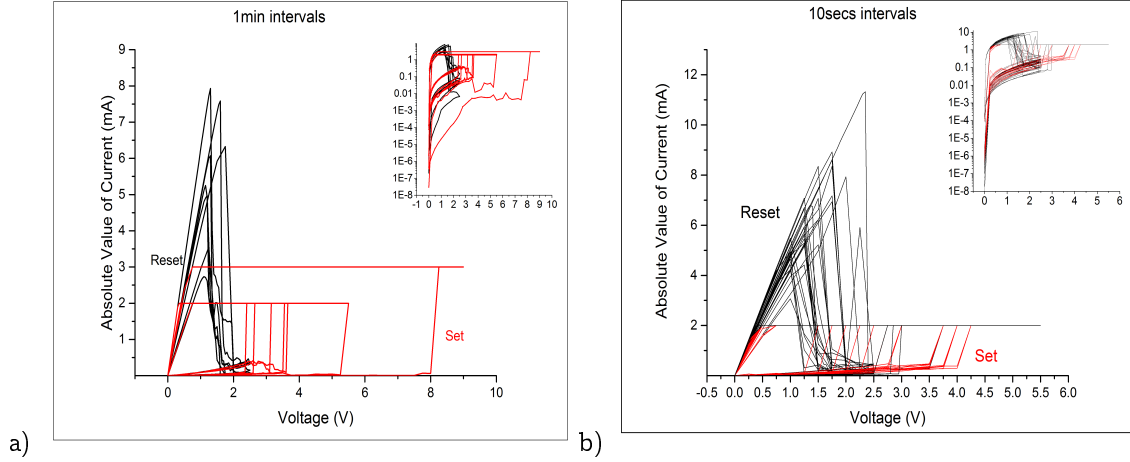 a)
1min intervals
Absolute Value of Current (mA)
9
8
7
6
5
4
3
2
1
0 2 4 6 8 10
Voltage (V)
Reset
Set
0.1
0.01
1E-3
1E-4
1E-5
1E-6
1E-7
1E-8
-1 0 1 2 3 4 5 6 7 8 9 10
b)
10secs intervals
Absolute Value of Current (mA)
12
10
8
6
4
2
-0.5 0.0 0.5 1.0 1.5 2.0 2.5 3.0 3.5 4.0 4.5 5.0 5.5 6.0
Voltage (V)
Reset
Set
10
1
0.1
0.01
1E-3
1E-4
1E-5
1E-6
1E-7
1E-8
0 1 2 3 4 5 6